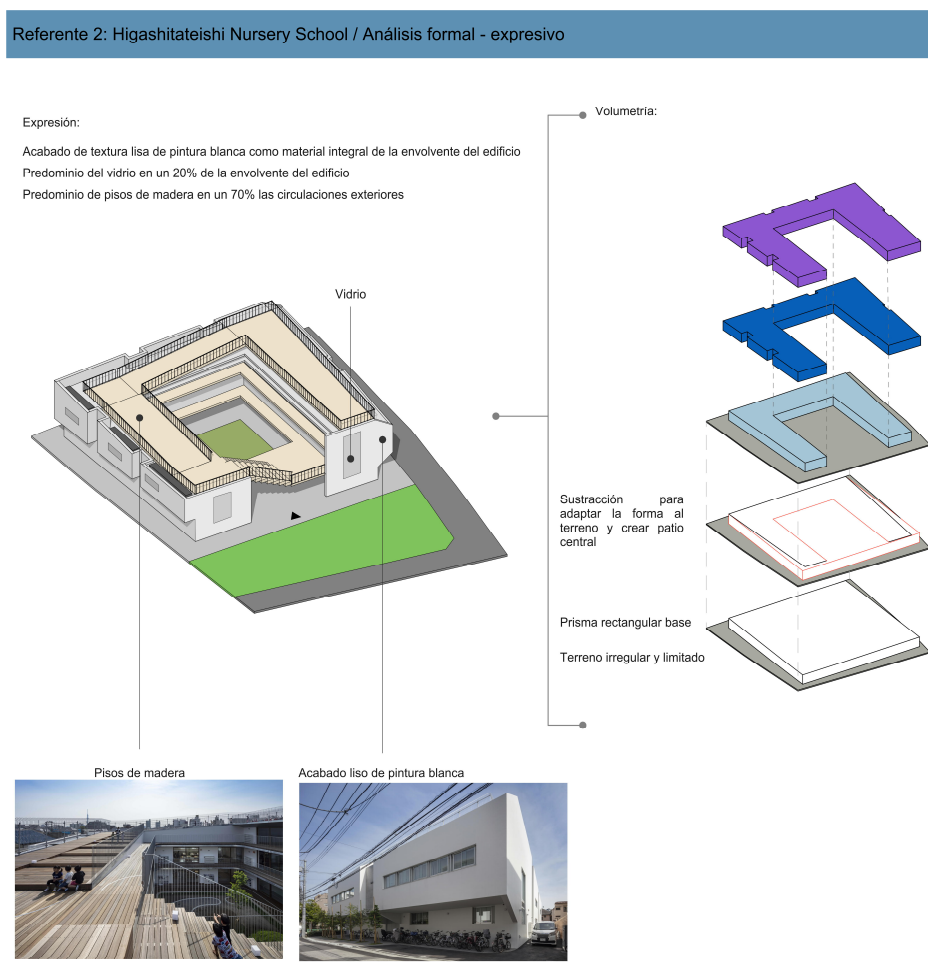 Referente 2: Higashitateishi Nursery School / Análisis formal - expresivo
Expresión:
Acabado de textura lisa de pintura blanca como material integral de la envolvente del edificio
Predominio del vidrio en un 20% de la envolvente del edificio
Predominio de pisos de madera en un 70% las circulaciones exteriores
Volumetría:
Vidrio
Sustracción para
adaptar la forma al
terreno y crear patio
central
Prisma rectangular base
Terreno irregular y limitado
Pisos de madera
Acabado liso de pintura blanca